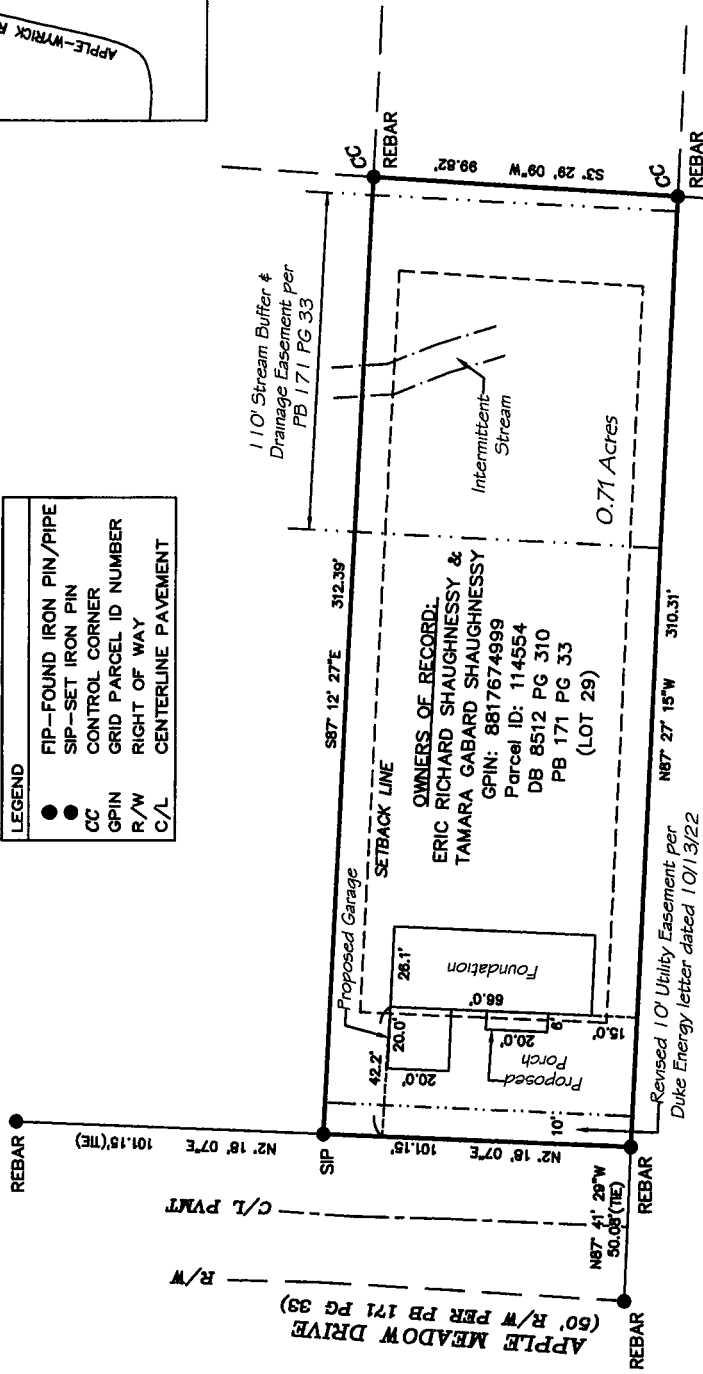 APPLE-WYRICK R
LEGEND
FIP-FOUND IRON PIN/PIPE
SIP-SET IRON PIN
CC CONTROL CORNER
GPIN GRID PARCEL ID NUMBER
R/W RIGHT OF WAY
C/L CENTERLINE PAVEMENT
REBAR
N2° 18' 07"E 101.15'(TIE)
SIP
S87° 12' 27"E 312.39'
110' Stream Buffer &
Drainage Easement per
PB 171 PG 33
CC
REBAR
S3° 29' 09"W 99.82'
CC
REBAR
Intermittent
Stream
0.71 Acres
SETBACK LINE
OWNERS OF RECORD:
ERIC RICHARD SHAUGHNESSY &
TAMARA GABARD SHAUGHNESSY
GPIN: 8817674999
Parcel ID: 114554
DB 8512 PG 310
PB 171 PG 33
(LOT 29)
Proposed Garage
42.2'
20.0'
26.1'
20.0'
Foundation
66.0'
20.0'
6'
Proposed
Porch
15.0'
10'
N2° 18' 07"E 101.15'
N87° 27' 15"W 310.31'
Revised 10' Utility Easement per
Duke Energy letter dated 10/13/22
C/L PVMT
R/W
N87° 41' 29"W
50.08'(TIE)
REBAR
REBAR
APPLE MEADOW DRIVE
(50' R/W PER PB 171 PG 33)